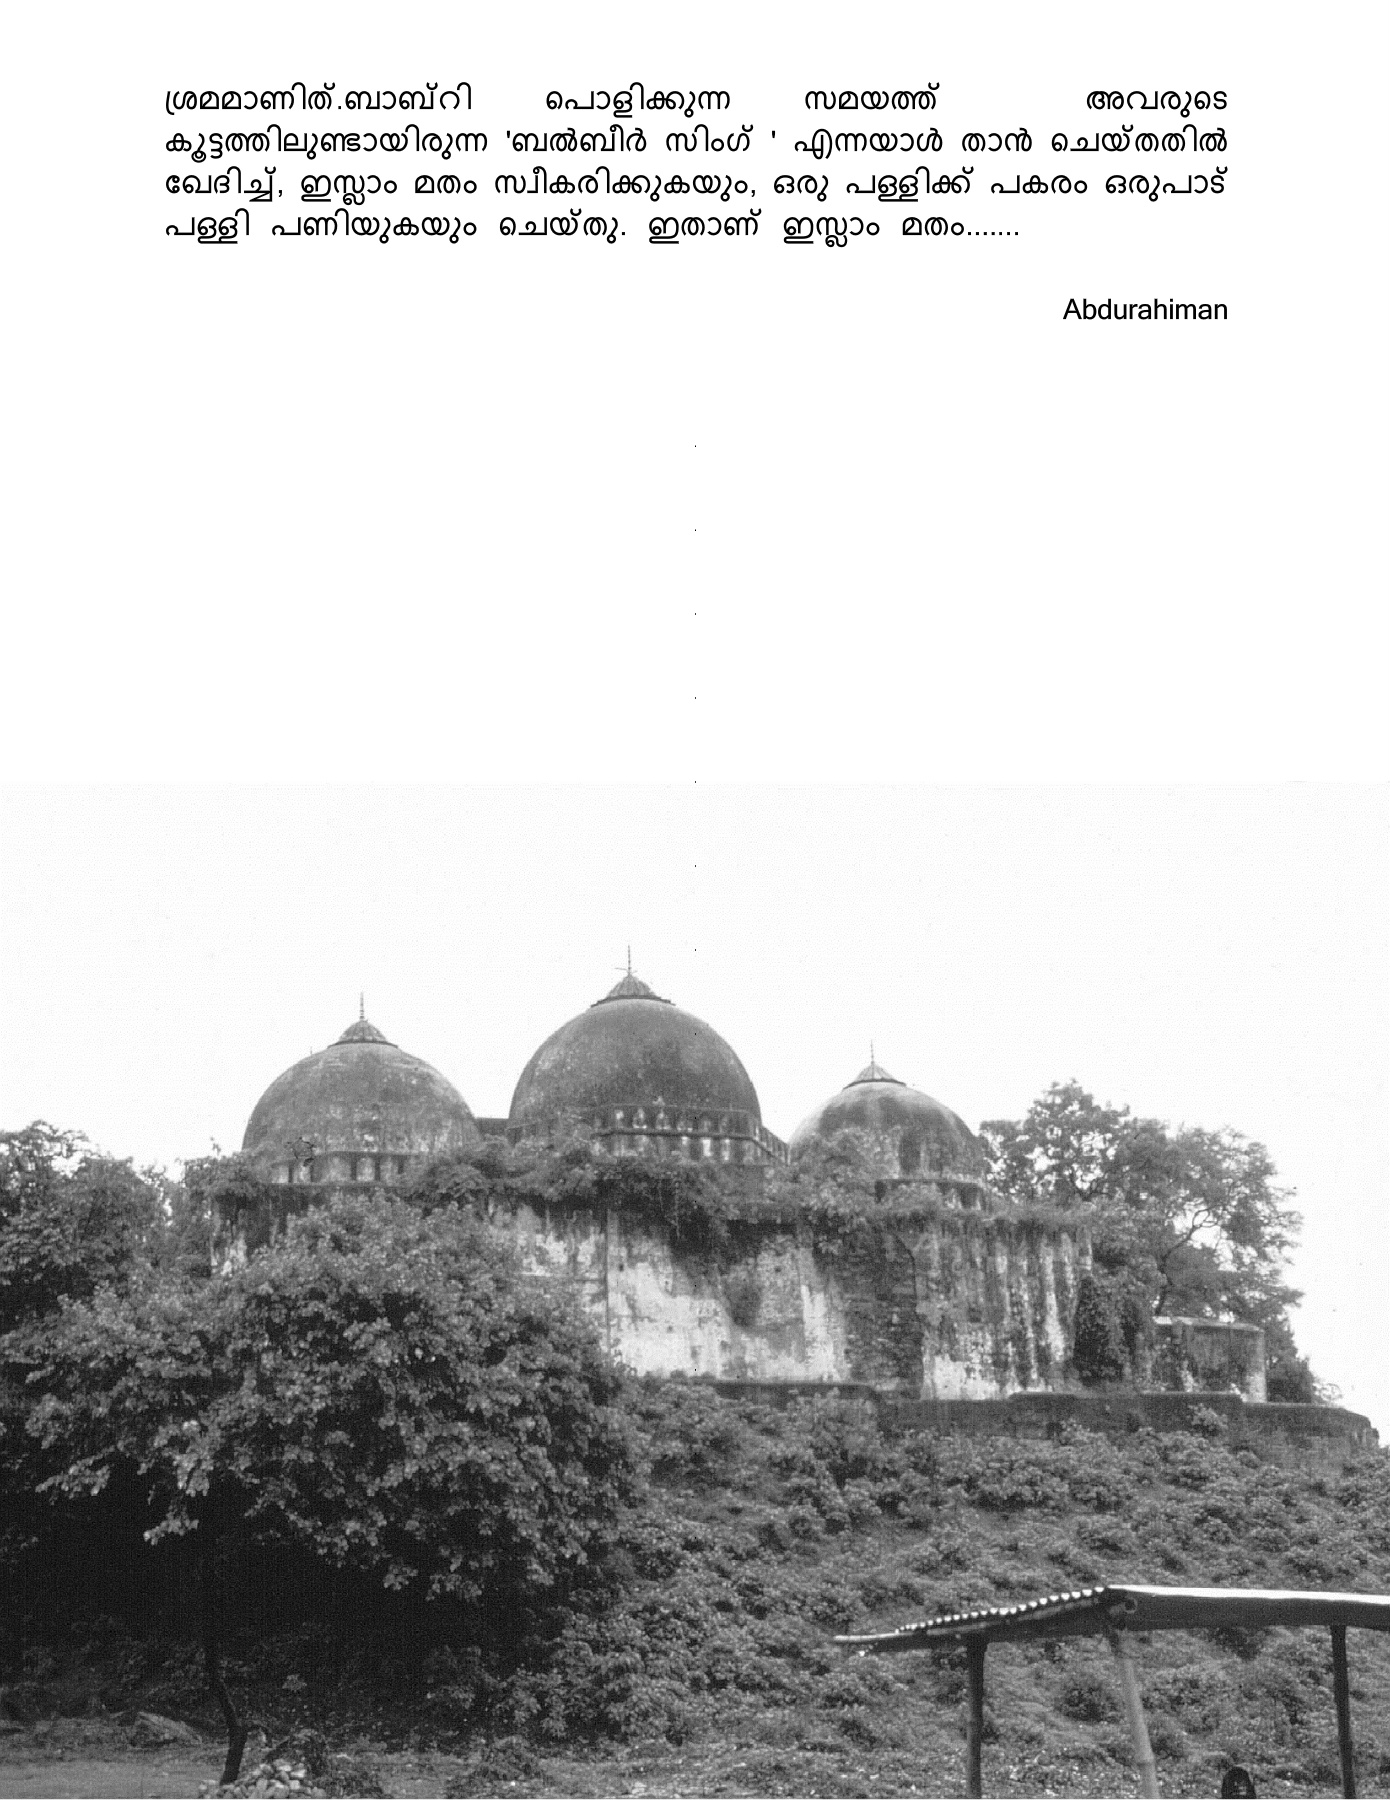 ശ്രമമാണിത്.ബാബ്റി പൊളിക്കുന്ന സമയത്ത് അവരുടെ
കൂട്ടത്തിലുണ്ടായിരുന്ന 'ബൽബീർ സിംഗ് ' എന്നയാൾ താൻ ചെയ്തതിൽ
ഖേദിച്ച്, ഇസ്ലാം മതം സ്വീകരിക്കുകയും, ഒരു പള്ളിക്ക് പകരം ഒരുപാട്
പള്ളി പണിയുകയും ചെയ്തു. ഇതാണ് ഇസ്ലാം മതം.......
Abdurahiman